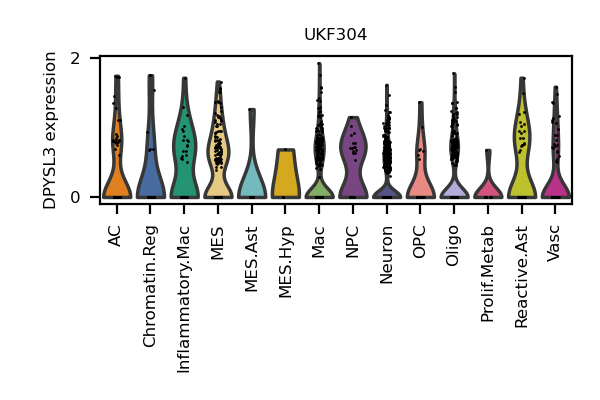 UKF304
DPYSL3 expression
2
0
AC
Chromatin.Reg
Inflammatory.Mac
MES
MES.Ast
MES.Hyp
Mac
NPC
Neuron
OPC
Oligo
Prolif.Metab
Reactive.Ast
Vasc